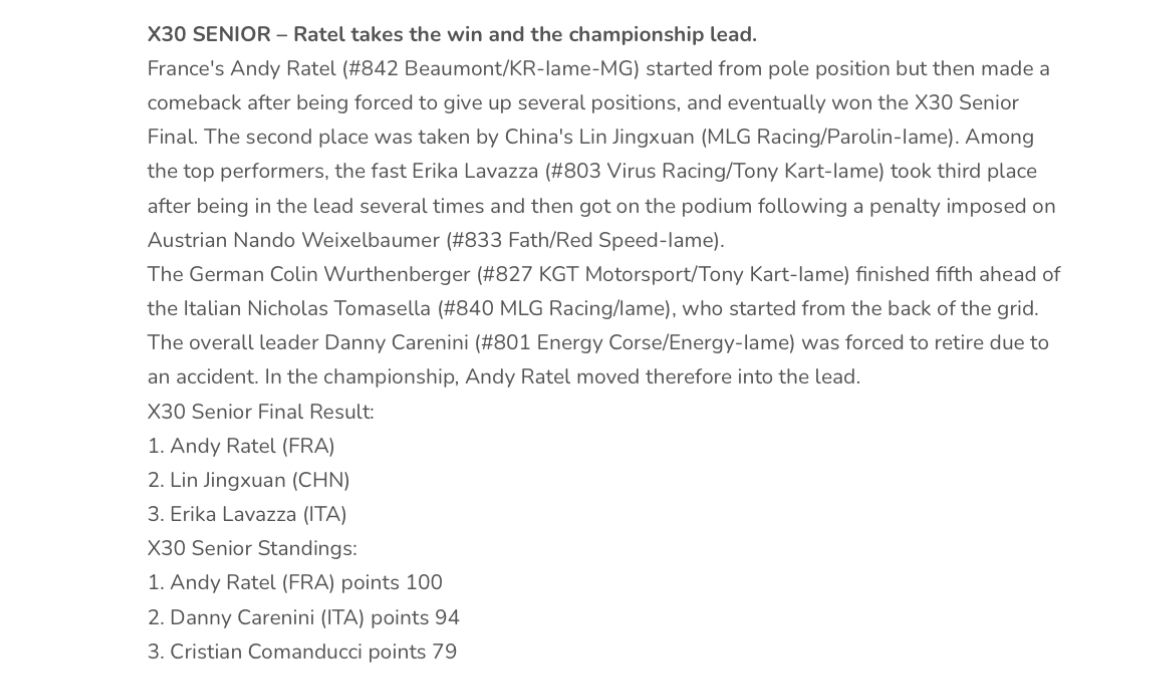 X30 SENIOR – Ratel takes the win and the championship lead.
France's Andy Ratel (#842 Beaumont/KR-Iame-MG) started from pole position but then made a
comeback after being forced to give up several positions, and eventually won the X30 Senior
Final. The second place was taken by China's Lin Jingxuan (MLG Racing/Parolin-Iame). Among
the top performers, the fast Erika Lavazza (#803 Virus Racing/Tony Kart-Iame) took third place
after being in the lead several times and then got on the podium following a penalty imposed on
Austrian Nando Weixelbaumer (#833 Fath/Red Speed-Iame).
The German Colin Wurthenberger (#827 KGT Motorsport/Tony Kart-Iame) finished fifth ahead of
the Italian Nicholas Tomasella (#840 MLG Racing/Iame), who started from the back of the grid.
The overall leader Danny Carenini (#801 Energy Corse/Energy-Iame) was forced to retire due to
an accident. In the championship, Andy Ratel moved therefore into the lead.
X30 Senior Final Result:
1. Andy Ratel (FRA)
2. Lin Jingxuan (CHN)
3. Erika Lavazza (ITA)
X30 Senior Standings:
1. Andy Ratel (FRA) points 100
2. Danny Carenini (ITA) points 94
3. Cristian Comanducci points 79